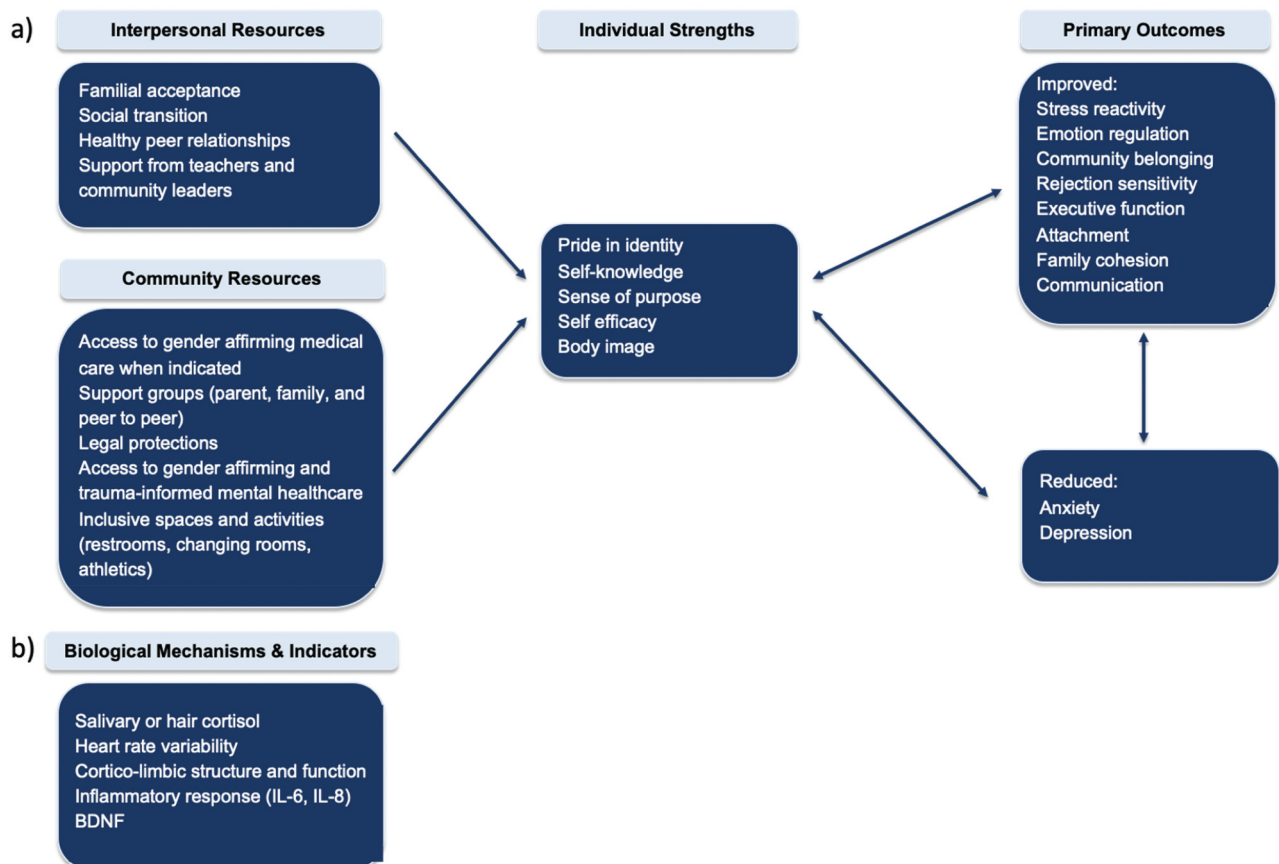 a)
Interpersonal Resources
Familial acceptance
Social transition
Healthy peer relationships
Support from teachers and
community leaders
Community Resources
Access to gender affirming medical
care when indicated
Support groups (parent, family, and
peer to peer)
Legal protections
Access to gender affirming and
trauma-informed mental healthcare
Inclusive spaces and activities
(restrooms, changing rooms,
athletics)
Individual Strengths
Pride in identity
Self-knowledge
Sense of purpose
Self efficacy
Body image
Primary Outcomes
Improved:
Stress reactivity
Emotion regulation
Community belonging
Rejection sensitivity
Executive function
Attachment
Family cohesion
Communication
Reduced:
Anxiety
Depression
b)
Biological Mechanisms & Indicators
Salivary or hair cortisol
Heart rate variability
Cortico-limbic structure and function
Inflammatory response (IL-6, IL-8)
BDNF